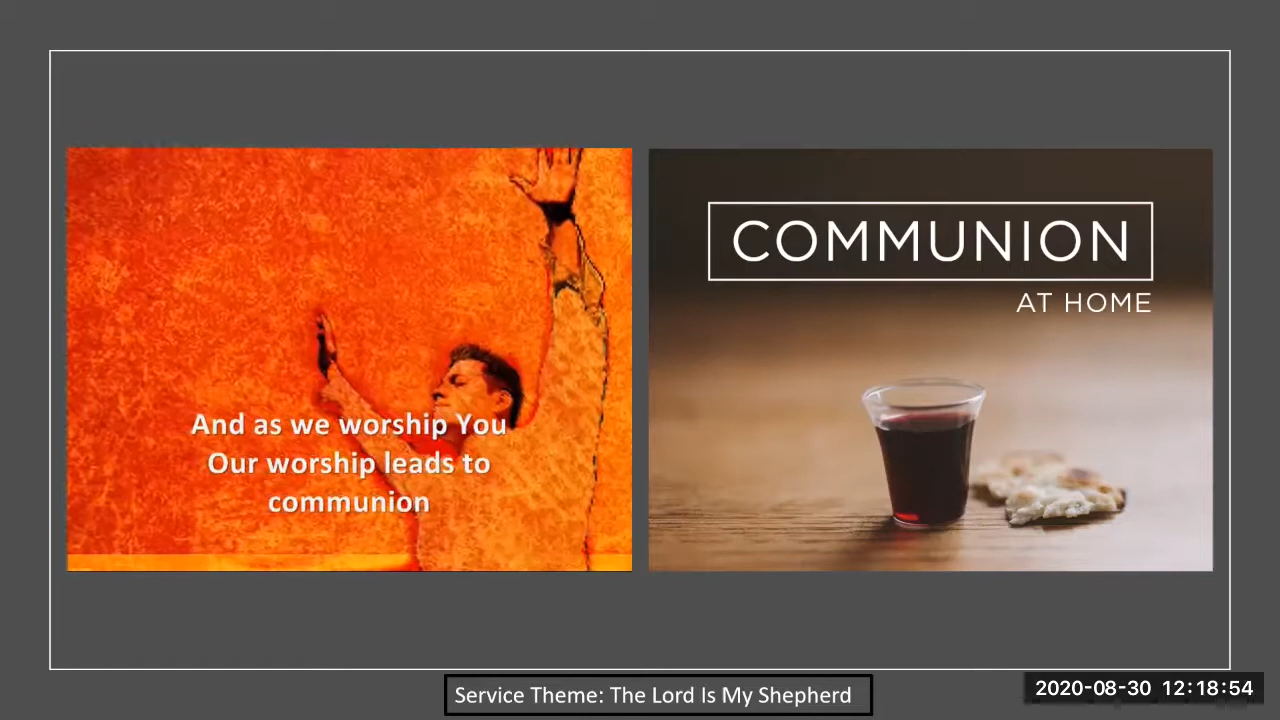 And as we worship You
Our worship leads to
communion
COMMUNION
AT HOME
Service Theme: The Lord Is My Shepherd
2020-08-30 12:18:54